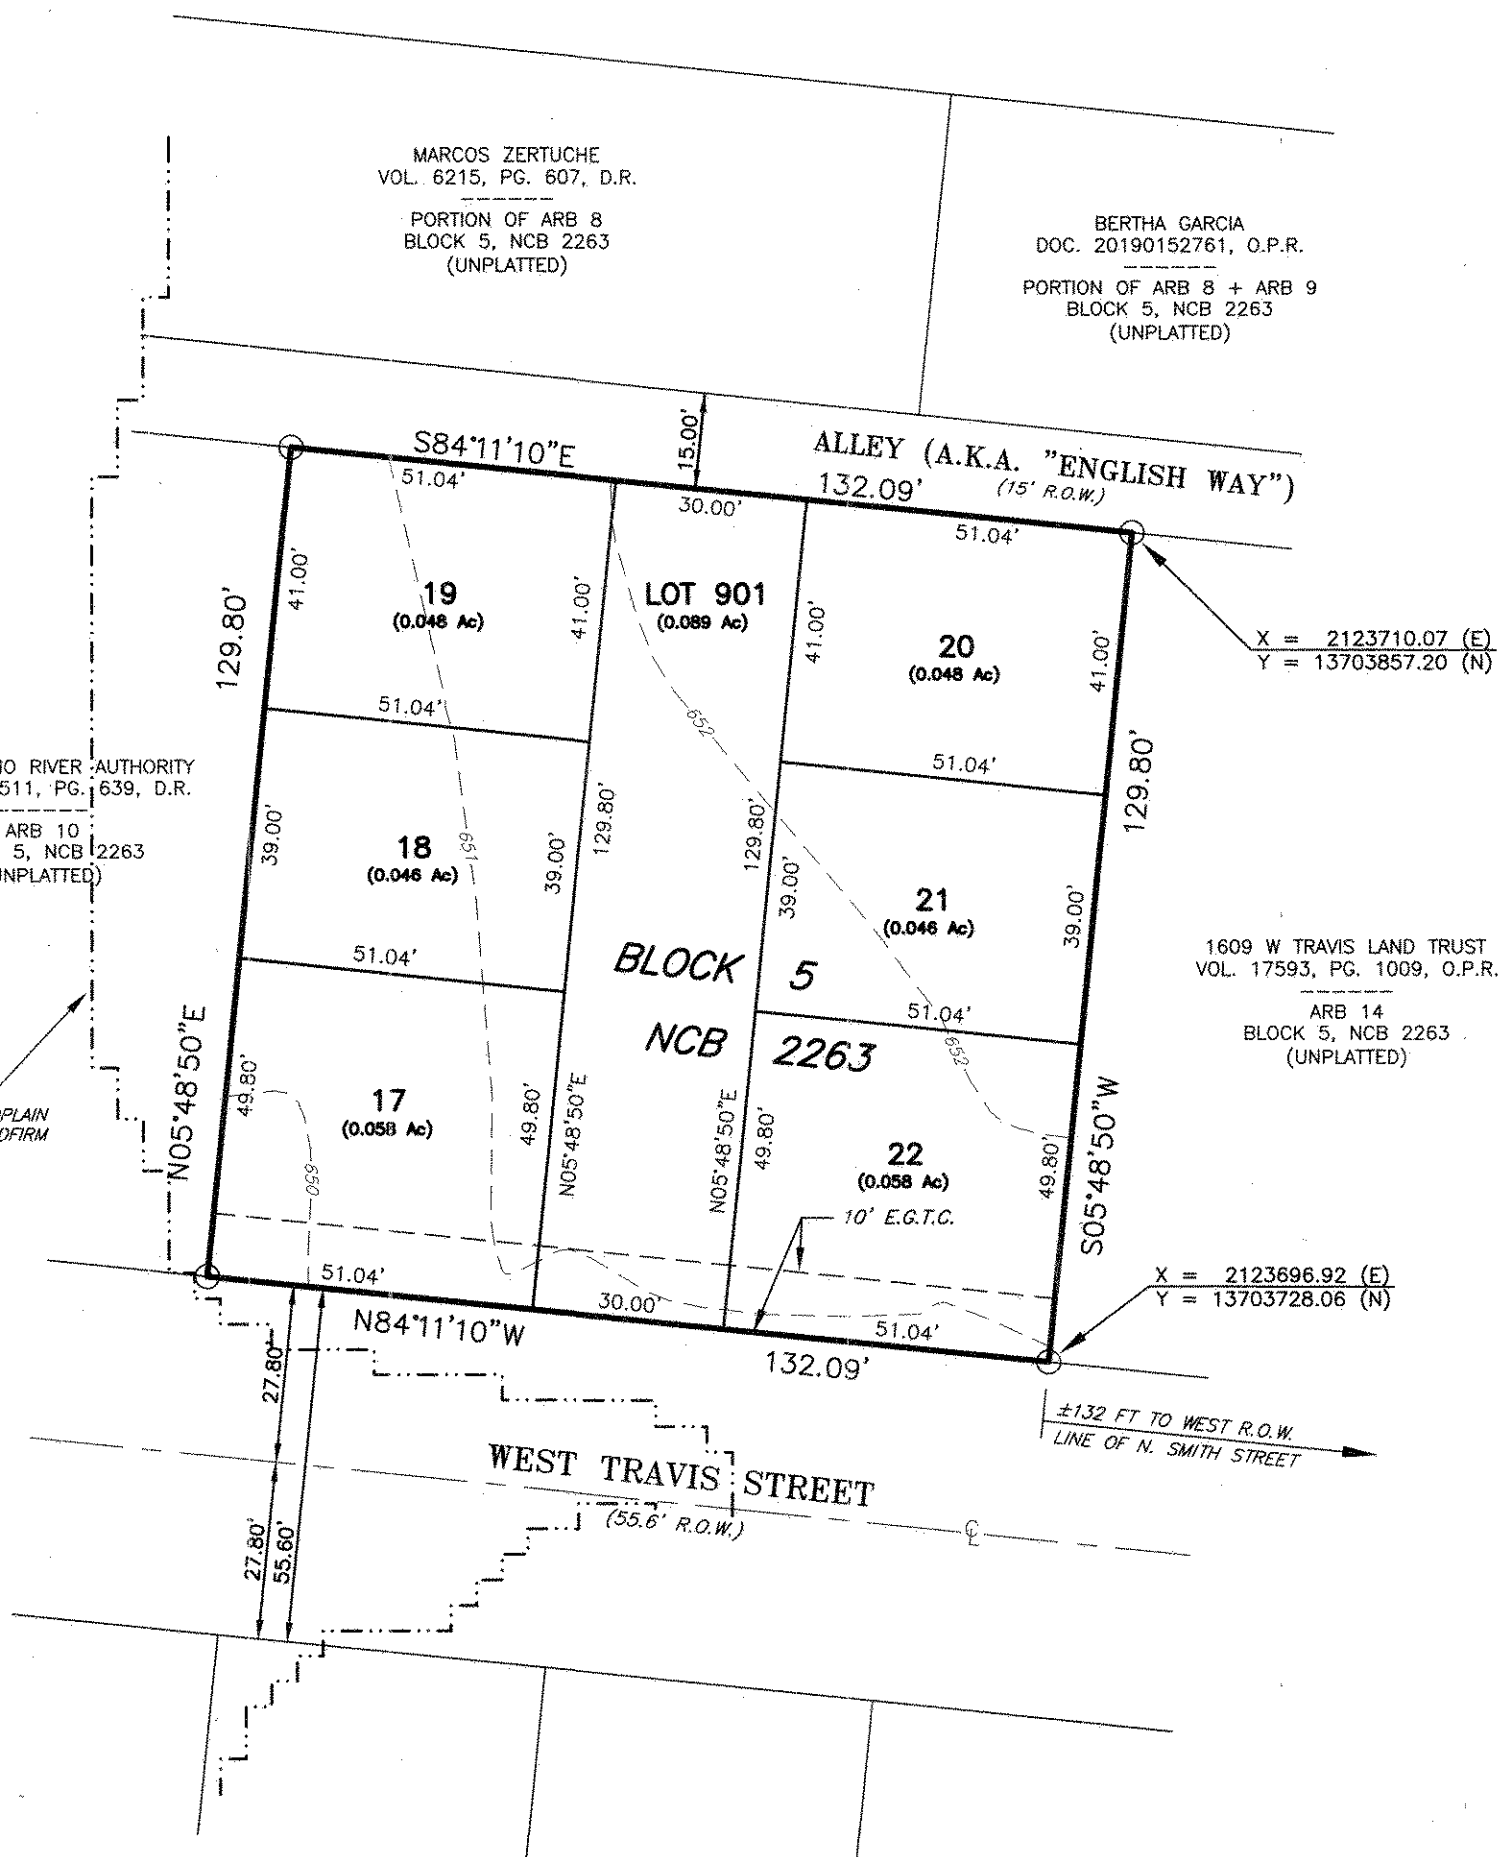 MARCOS ZERTUCHE
VOL. 6215, PG. 607, D.R.
PORTION OF ARB 8
BLOCK 5, NCB 2263
(UNPLATTED)
BERTHA GARCIA
DOC. 20190152761, O.P.R.
PORTION OF ARB 8 + ARB 9
BLOCK 5, NCB 2263
(UNPLATTED)
15.00'
ALLEY (A.K.A. "ENGLISH WAY")
(15' R.O.W.)
S84°11'10"E
132.09'
51.04'
30.00'
51.04'
129.80'
41.00'
19
(0.048 Ac)
41.00'
LOT 901
(0.089 Ac)
41.00'
20
(0.048 Ac)
41.00'
X = 2123710.07 (E)
Y = 13703857.20 (N)
51.04'
652
51.04'
129.80'
RIVER AUTHORITY
511, PG. 639, D.R.
ARB 10
5, NCB 2263
39.00'
18
(0.046 Ac)
651
39.00'
129.80'
129.80'
39.00'
21
(0.046 Ac)
39.00'
1609 W TRAVIS LAND TRUST
VOL. 17593, PG. 1009, O.P.R.
ARB 14
BLOCK 5, NCB 2263
(UNPLATTED)
51.04'
BLOCK 5
NCB 2263
51.04'
652
N05°48'50"E
49.80'
17
(0.058 Ac)
650
49.80'
N05°48'50"E
N05°48'50"E
49.80'
22
(0.058 Ac)
49.80'
S05°48'50"W
10' E.G.T.C.
X = 2123696.92 (E)
Y = 13703728.06 (N)
51.04'
30.00'
51.04'
N84°11'10"W
132.09'
27.80'
±132 FT TO WEST R.O.W.
LINE OF N. SMITH STREET
WEST TRAVIS STREET
(55.6' R.O.W.)
℄
27.80'
55.60'